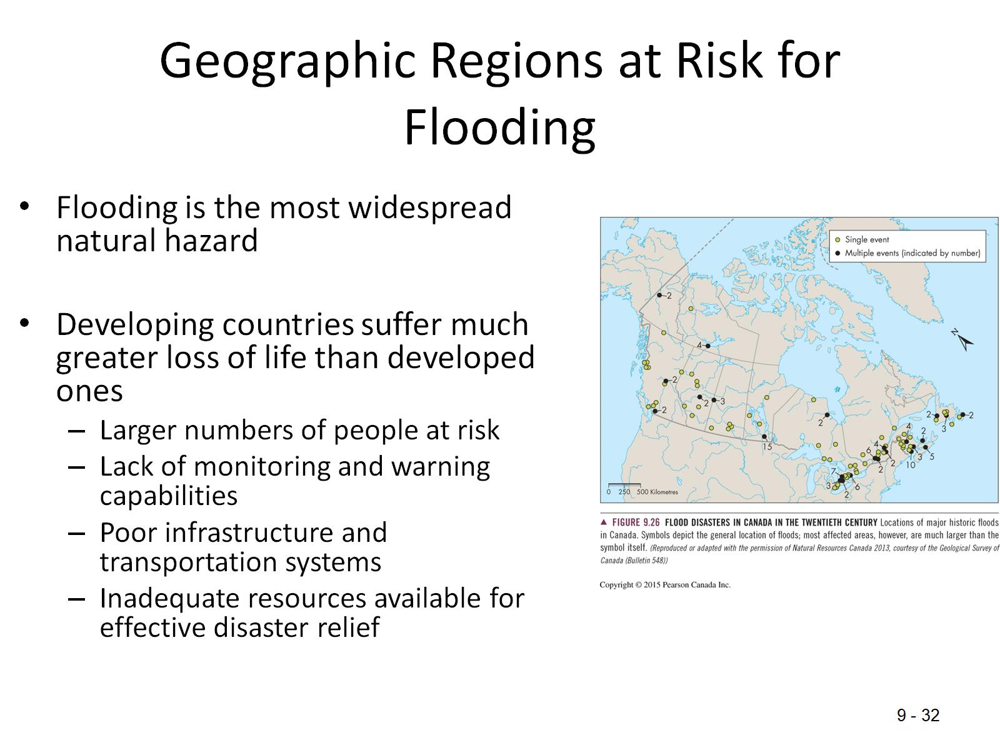 Geographic Regions at Risk for
Flooding
• Flooding is the most widespread
natural hazard
• Developing countries suffer much
greater loss of life than developed
ones
– Larger numbers of people at risk
– Lack of monitoring and warning
capabilities
– Poor infrastructure and
transportation systems
– Inadequate resources available for
effective disaster relief
Single event
Multiple events (indicated by number)
N
2
4
2
2
3
2
2
15
2
3
2
4
2
5
3
10
4
6
2
2
7
3
6
2
0 250 500 Kilometres
▲ FIGURE 9.26 FLOOD DISASTERS IN CANADA IN THE TWENTIETH CENTURY Locations of major historic floods
in Canada. Symbols depict the general location of floods; most affected areas, however, are much larger than the
symbol itself. (Reproduced or adapted with the permission of Natural Resources Canada 2013, courtesy of the Geological Survey of
Canada (Bulletin 548))
Copyright © 2015 Pearson Canada Inc.
9 - 32